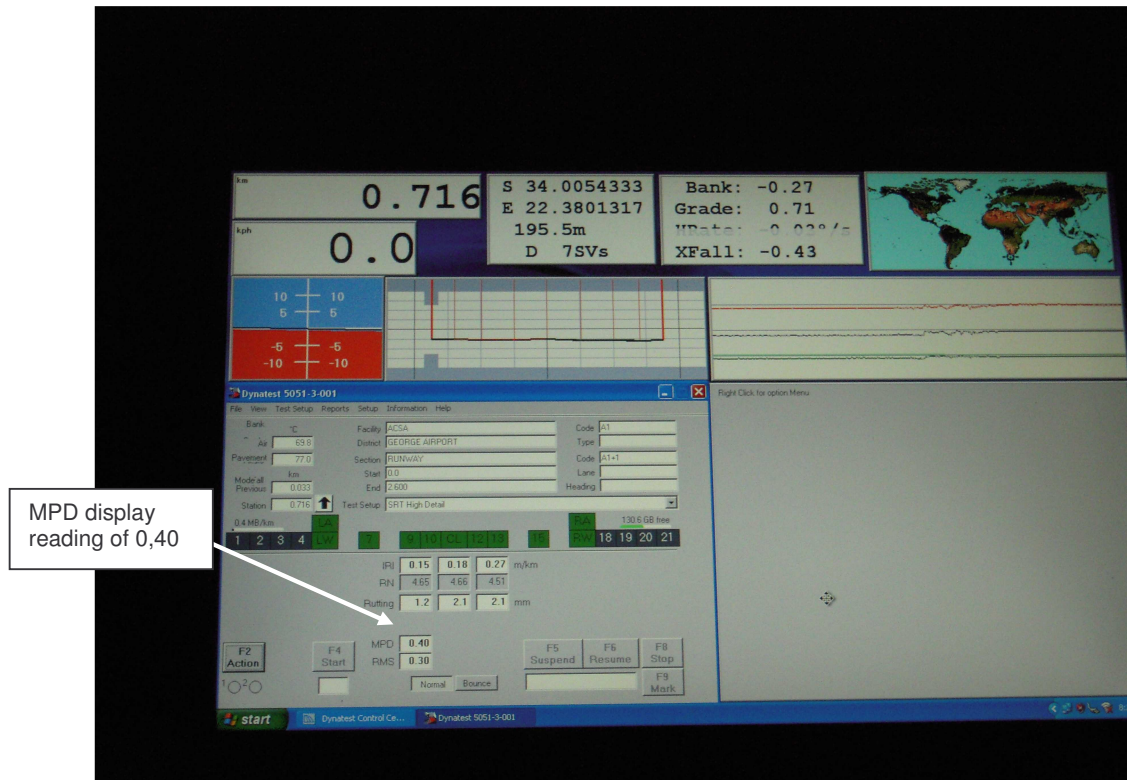 MPD display
reading of 0,40
km
0.716
kph
0.0
S 34.0054333
E 22.3801317
195.5m
D 7SVs
Bank: -0.27
Grade: 0.71
HRate: -0.03°/s
XFall: -0.43
10 10
5 5
-5 -5
-10 -10
Dynatest 5051-3-001
File View Test Setup Reports Setup Information Help
Right Click for option Menu
Bank
°C
Facility ACSA
Code A1
Air 69.8
District GEORGE AIRPORT
Type
Pavement 77.0
Section RUNWAY
Code A1+1
km
Start 0.0
Lane
Previous 0.033
End 2.600
Heading
Station 0.716
Test Setup SRT High Detail
0.4 MB/km
LA
RA
130.6 GB free
1 2 3 4 LW 7 9 10 CL 12 13 15 RW 18 19 20 21
IRI 0.15 0.18 0.27 m/km
RN 4.65 4.66 4.51
Rutting 1.2 2.1 2.1 mm
MPD 0.40
RMS 0.30
F2
Action
F4
Start
F5
Suspend
F6
Resume
F8
Stop
F9
Mark
1 2
Normal Bounce
start
Dynatest Control Ce...
Dynatest 5051-3-001